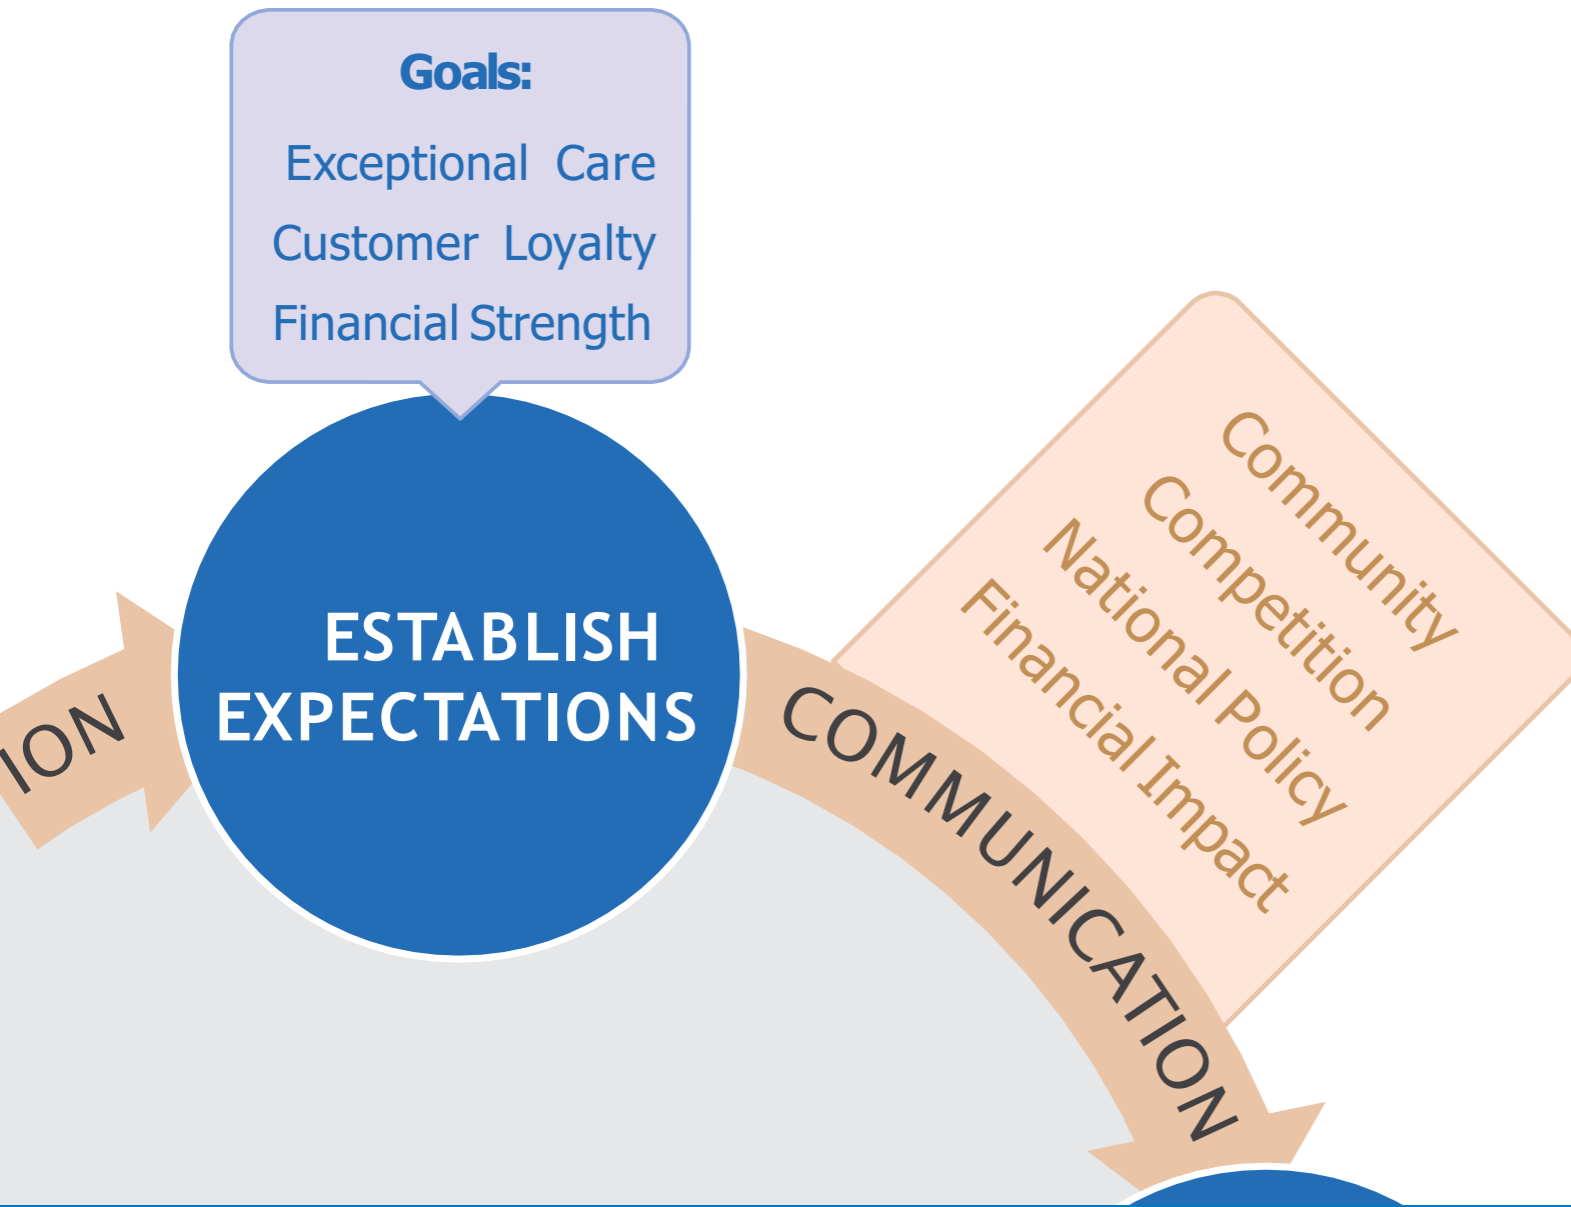 Goals:
Exceptional Care
Customer Loyalty
Financial Strength
ESTABLISH
EXPECTATIONS
ION
COMMUNICATION
Community
Competition
National Policy
Financial Impact